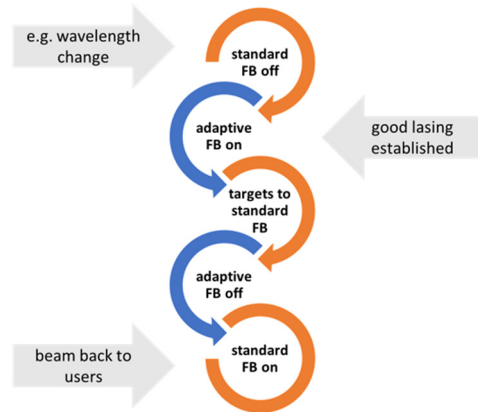 e.g. wavelength
change
standard
FB off
adaptive
FB on
good lasing
established
targets to
standard
FB
adaptive
FB off
beam back to
users
standard
FB on